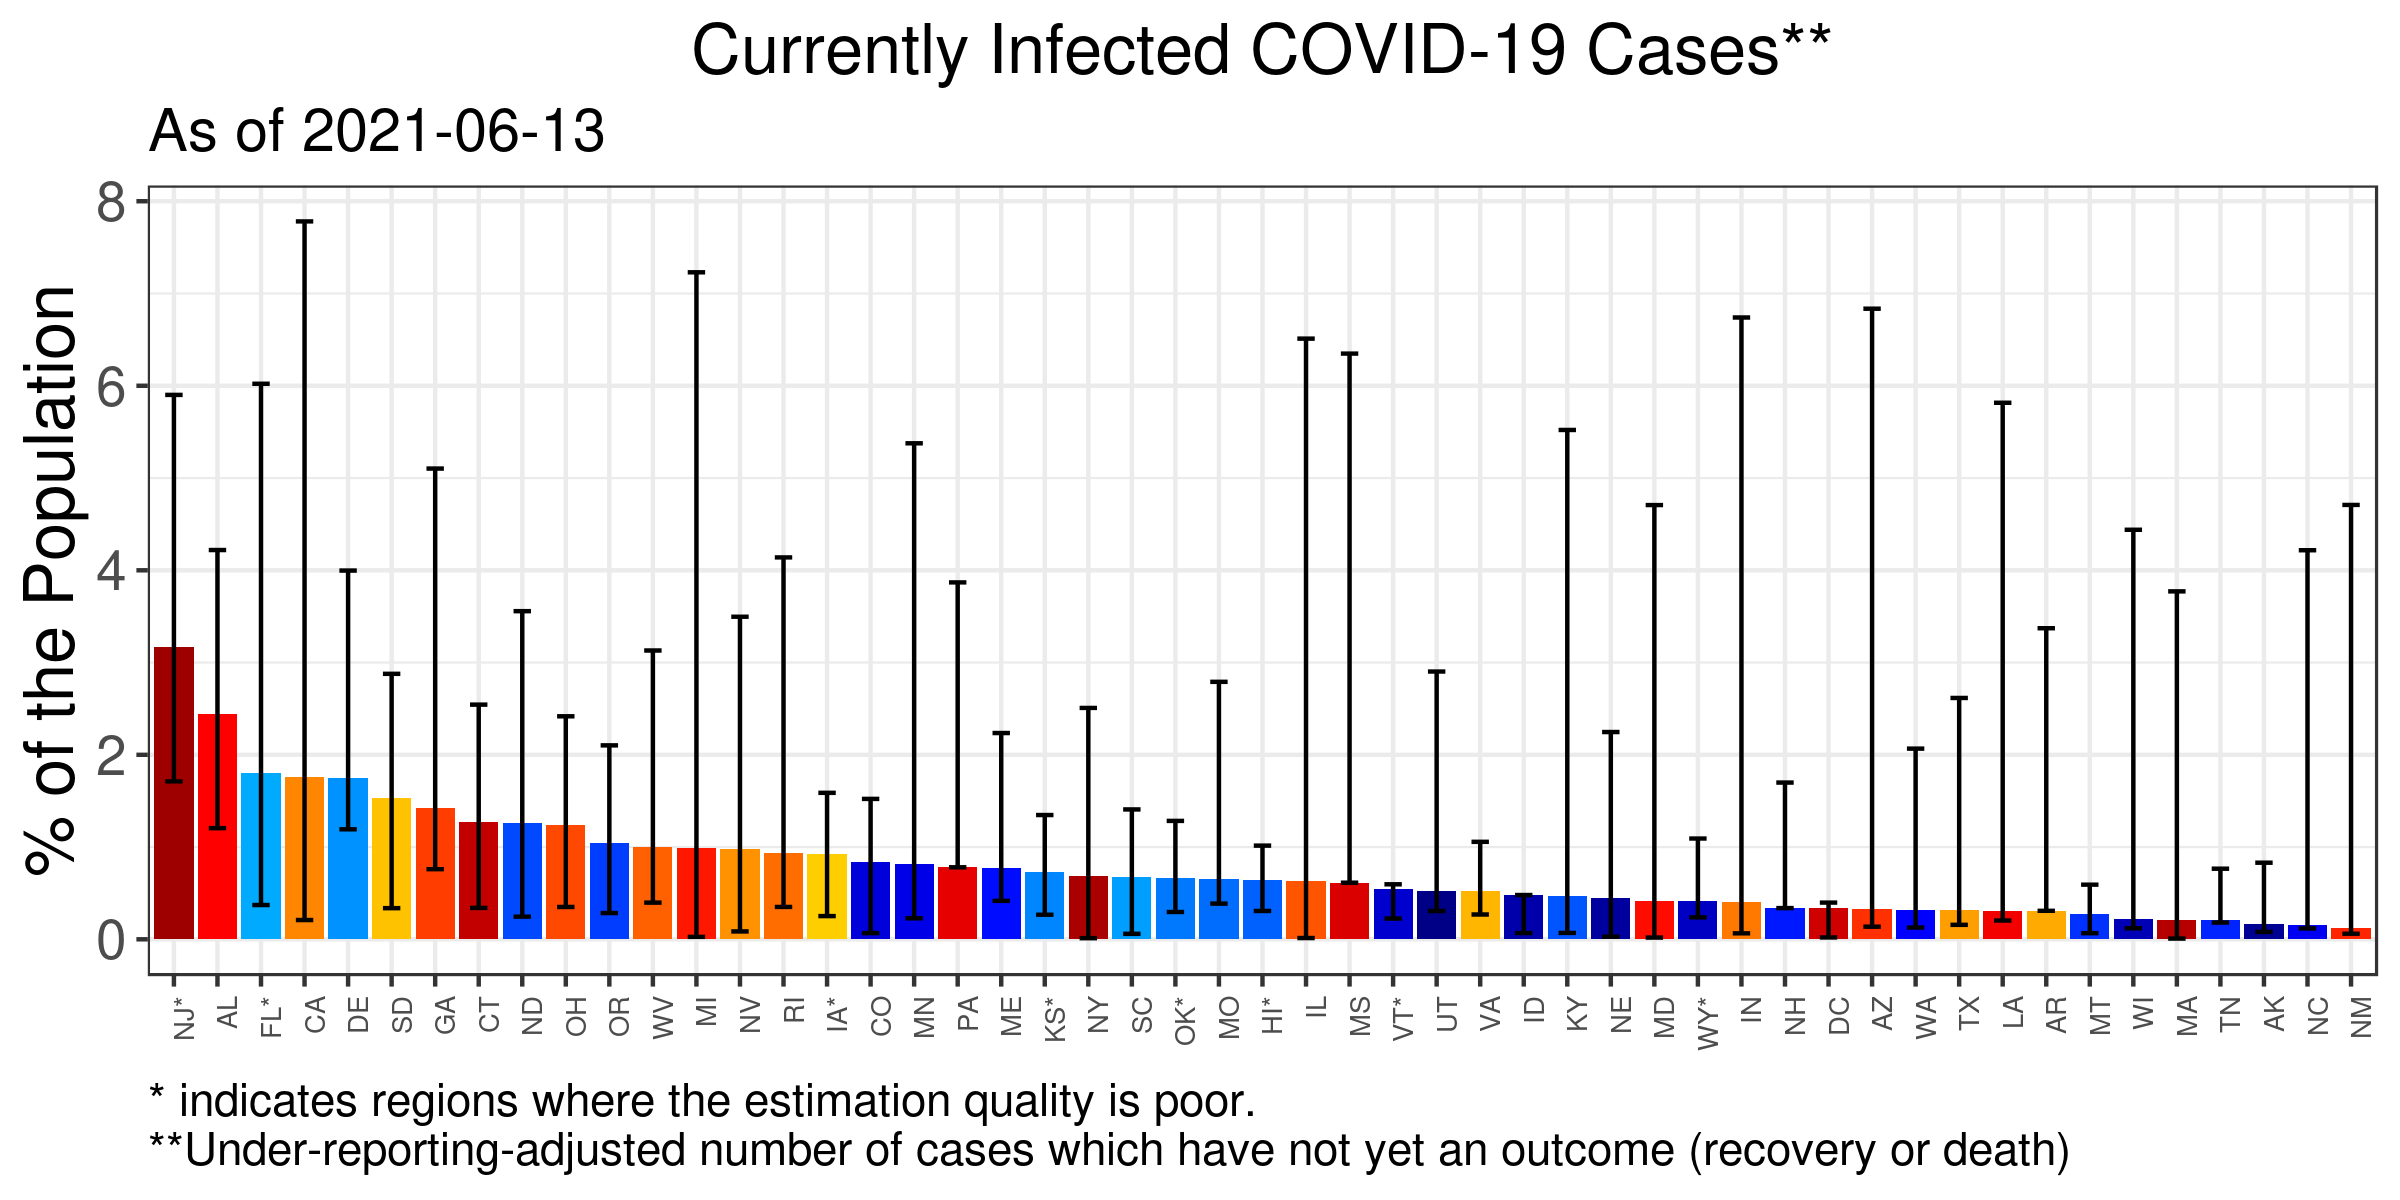 Currently Infected COVID-19 Cases**
As of 2021-06-13
% of the Population
8
6
4
2
0
NJ* AL FL* CA DE SD GA CT ND OH OR WV MI NV RI IA* CO MN PA ME KS* NY SC OK* MO HI* IL MS VT* UT VA ID KY NE MD WY* IN NH DC AZ WA TX LA AR MT WI MA TN AK NC NM
* indicates regions where the estimation quality is poor.
**Under-reporting-adjusted number of cases which have not yet an outcome (recovery or death)